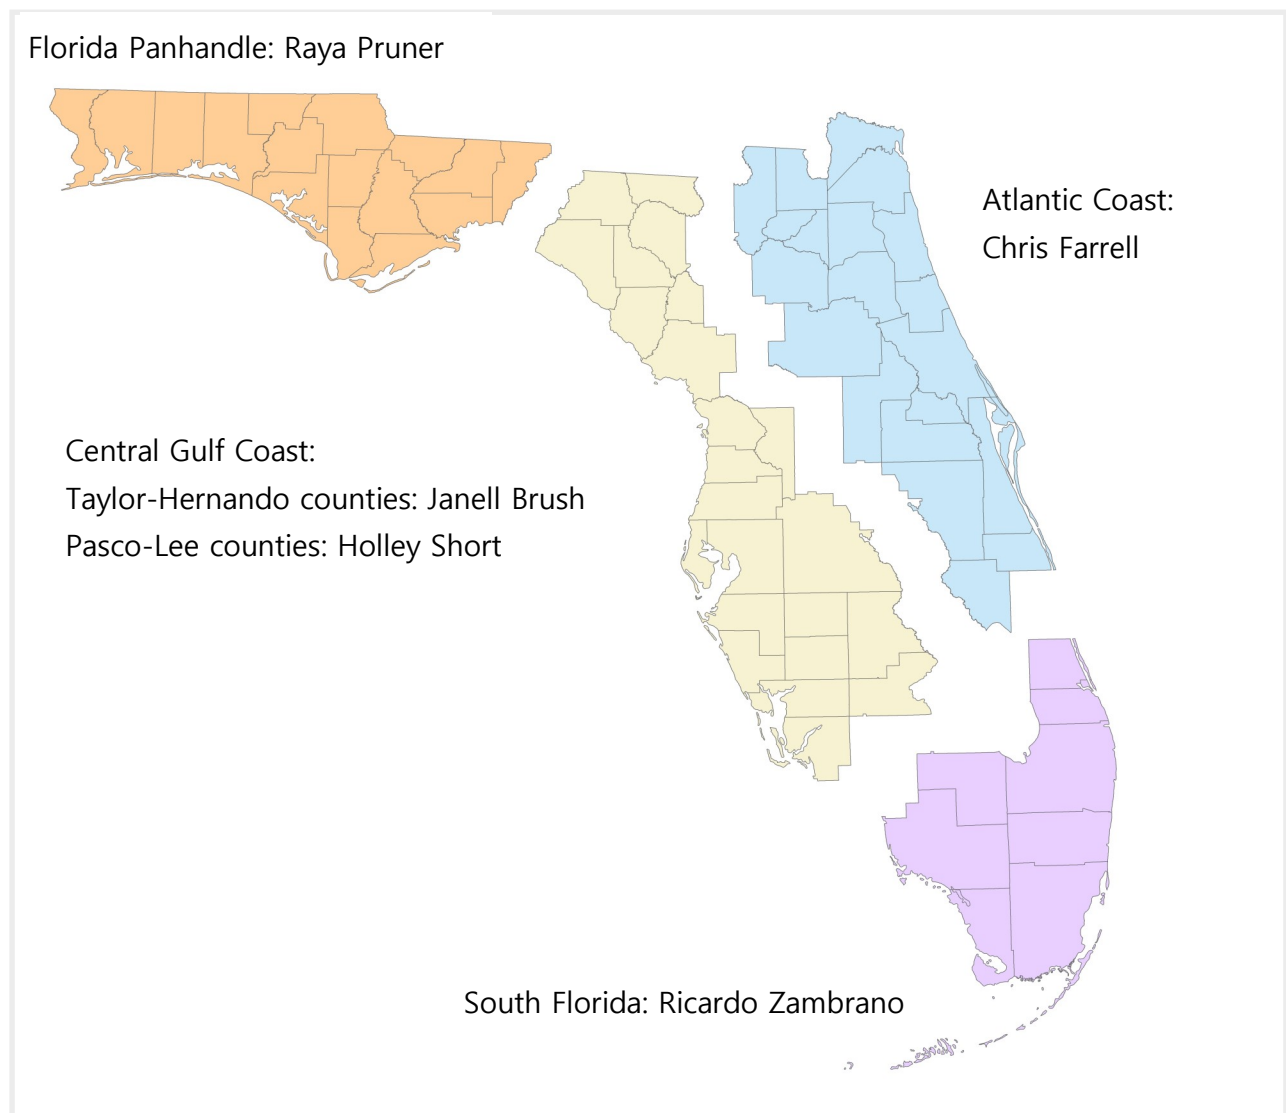 Florida Panhandle: Raya Pruner
Atlantic Coast:
Chris Farrell
Central Gulf Coast:
Taylor-Hernando counties: Janell Brush
Pasco-Lee counties: Holley Short
South Florida: Ricardo Zambrano